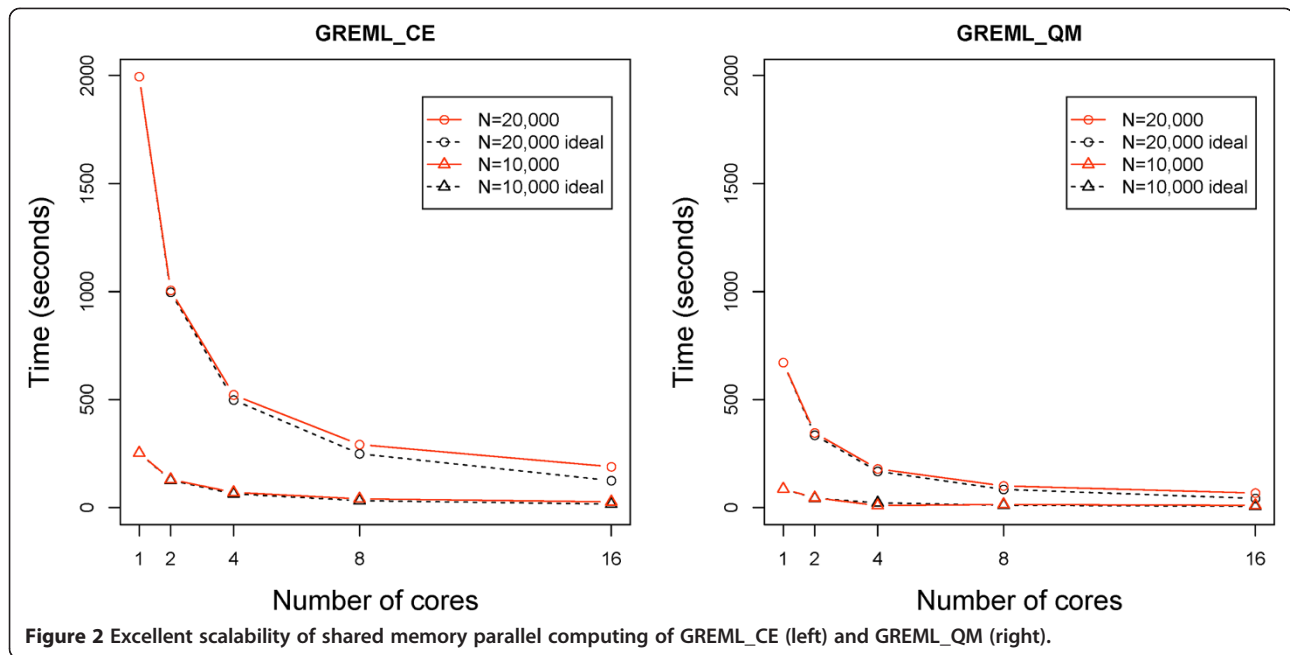 GREML_CE
Time (seconds)
2000
1500
1000
500
0
N=20,000
N=20,000 ideal
N=10,000
N=10,000 ideal
1 2 4 8 16
Number of cores
GREML_QM
Time (seconds)
2000
1500
1000
500
0
N=20,000
N=20,000 ideal
N=10,000
N=10,000 ideal
1 2 4 8 16
Number of cores
Figure 2 Excellent scalability of shared memory parallel computing of GREML_CE (left) and GREML_QM (right).